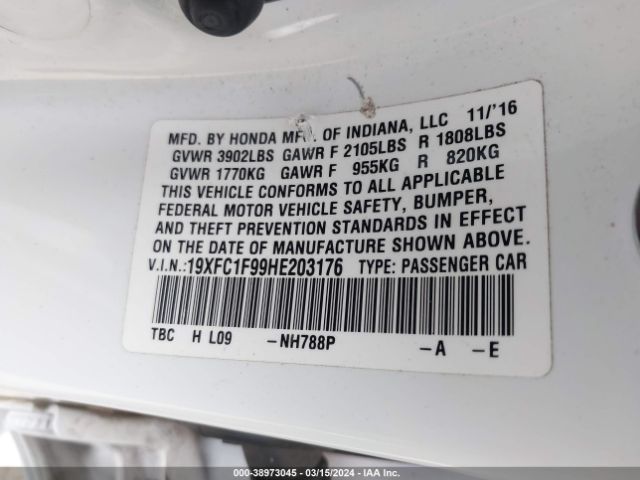 MFD. BY HONDA MFG. OF INDIANA, LLC 11/'16
GVWR 3902LBS GAWR F 2105LBS R 1808LBS
GVWR 1770KG GAWR F 955KG R 820KG
THIS VEHICLE CONFORMS TO ALL APPLICABLE
FEDERAL MOTOR VEHICLE SAFETY, BUMPER,
AND THEFT PREVENTION STANDARDS IN EFFECT
ON THE DATE OF MANUFACTURE SHOWN ABOVE.
V.I.N.:19XFC1F99HE203176 TYPE: PASSENGER CAR
TBC H L09 -NH788P -A -E
000-38973045 - 03/15/2024 - IAA Inc.